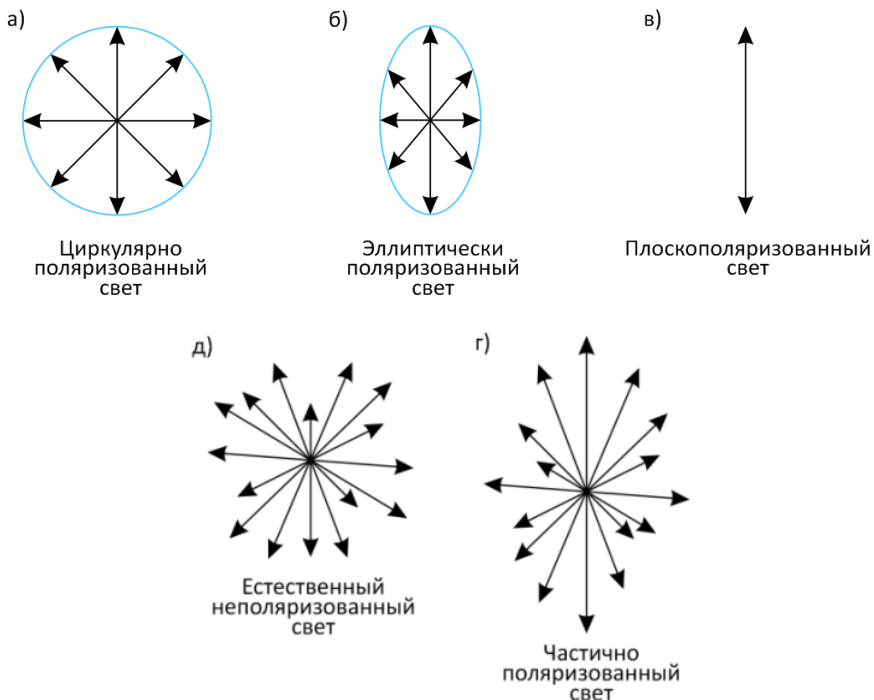 а)
Циркулярно
поляризованный
свет
б)
Эллиптически
поляризованный
свет
в)
Плоскополяризованный
свет
д)
Естественный
неполяризованный
свет
г)
Частично
поляризованный
свет